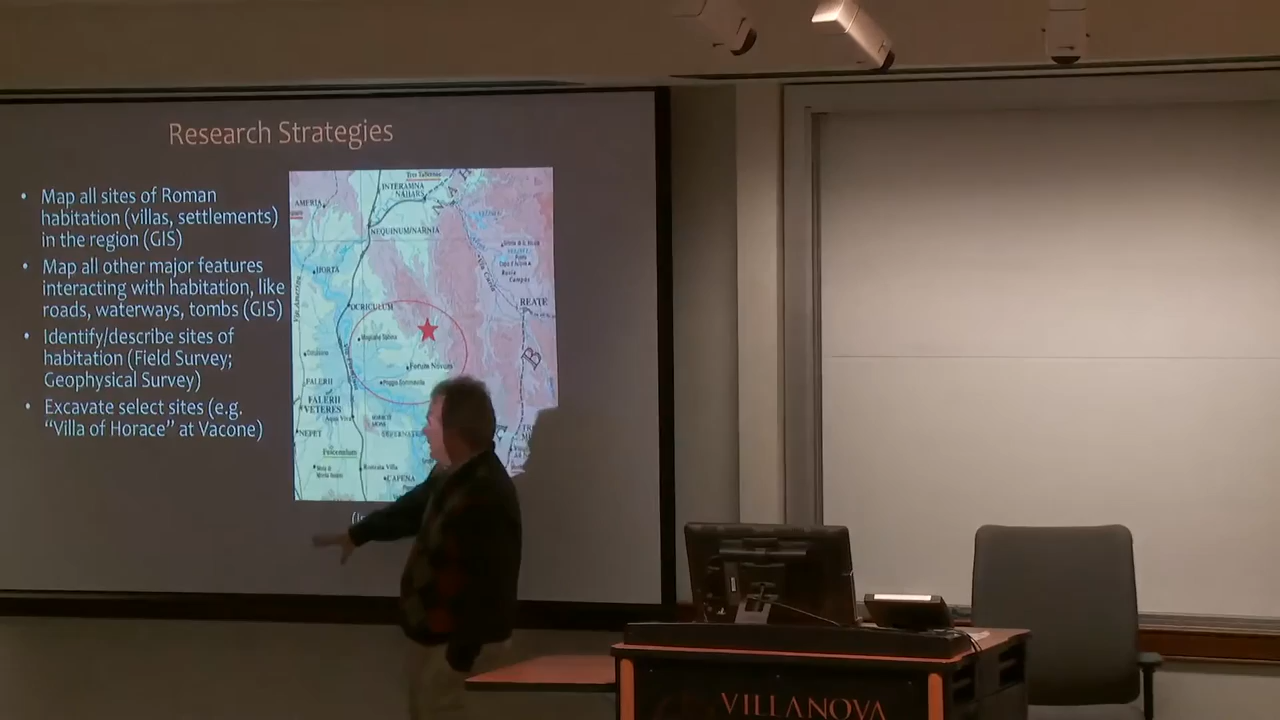 Research Strategies
• Map all sites of Roman
habitation (villas, settlements)
in the region (GIS)
• Map all other major features
interacting with habitation, like
roads, waterways, tombs (GIS)
• Identify/describe sites of
habitation (Field Survey;
Geophysical Survey)
• Excavate select sites (e.g.
“Villa of Horace” at Vacone)
INTERAMNA
NAHARS
AMERIA
NEQUINUM/NARNIA
HORTA
OCRICULUM
REATE
Forum Novum
FALERII
FALERII
VETERES
NEPET
Fescennium
CAPENA
B
VILLANOVA